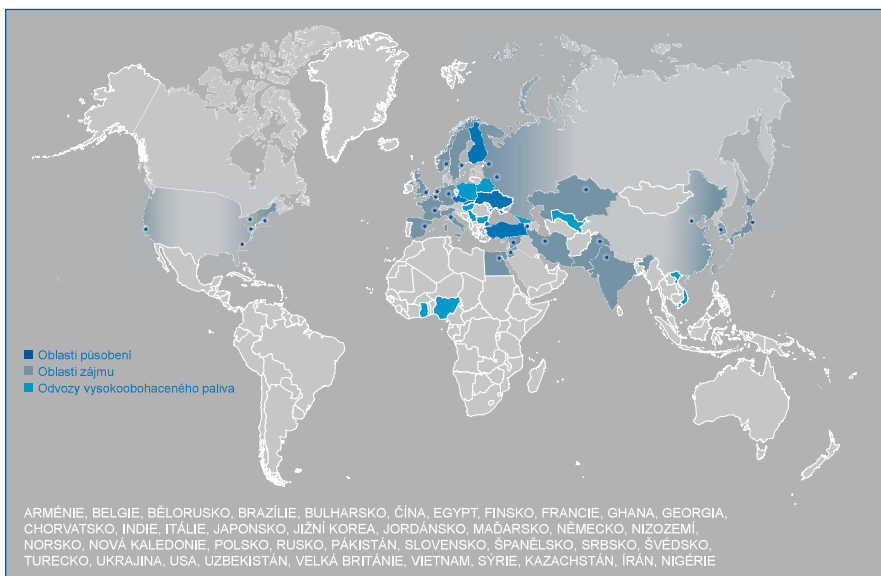 Oblasti působení
Oblasti zájmu
Odvozy vysokoobohaceného paliva
ARMÉNIE, BELGIE, BĚLORUSKO, BRAZÍLIE, BULHARSKO, ČÍNA, EGYPT, FINSKO, FRANCIE, GHANA, GEORGIA,
CHORVATSKO, INDIE, ITÁLIE, JAPONSKO, JIŽNÍ KOREA, JORDÁNSKO, MAĎARSKO, NĚMECKO, NIZOZEMÍ,
NORSKO, NOVÁ KALEDONIE, POLSKO, RUSKO, PÁKISTÁN, SLOVENSKO, ŠPANĚLSKO, SRBSKO, ŠVÉDSKO,
TURECKO, UKRAJINA, USA, UZBEKISTÁN, VELKÁ BRITÁNIE, VIETNAM, SÝRIE, KAZACHSTÁN, ÍRÁN, NIGÉRIE